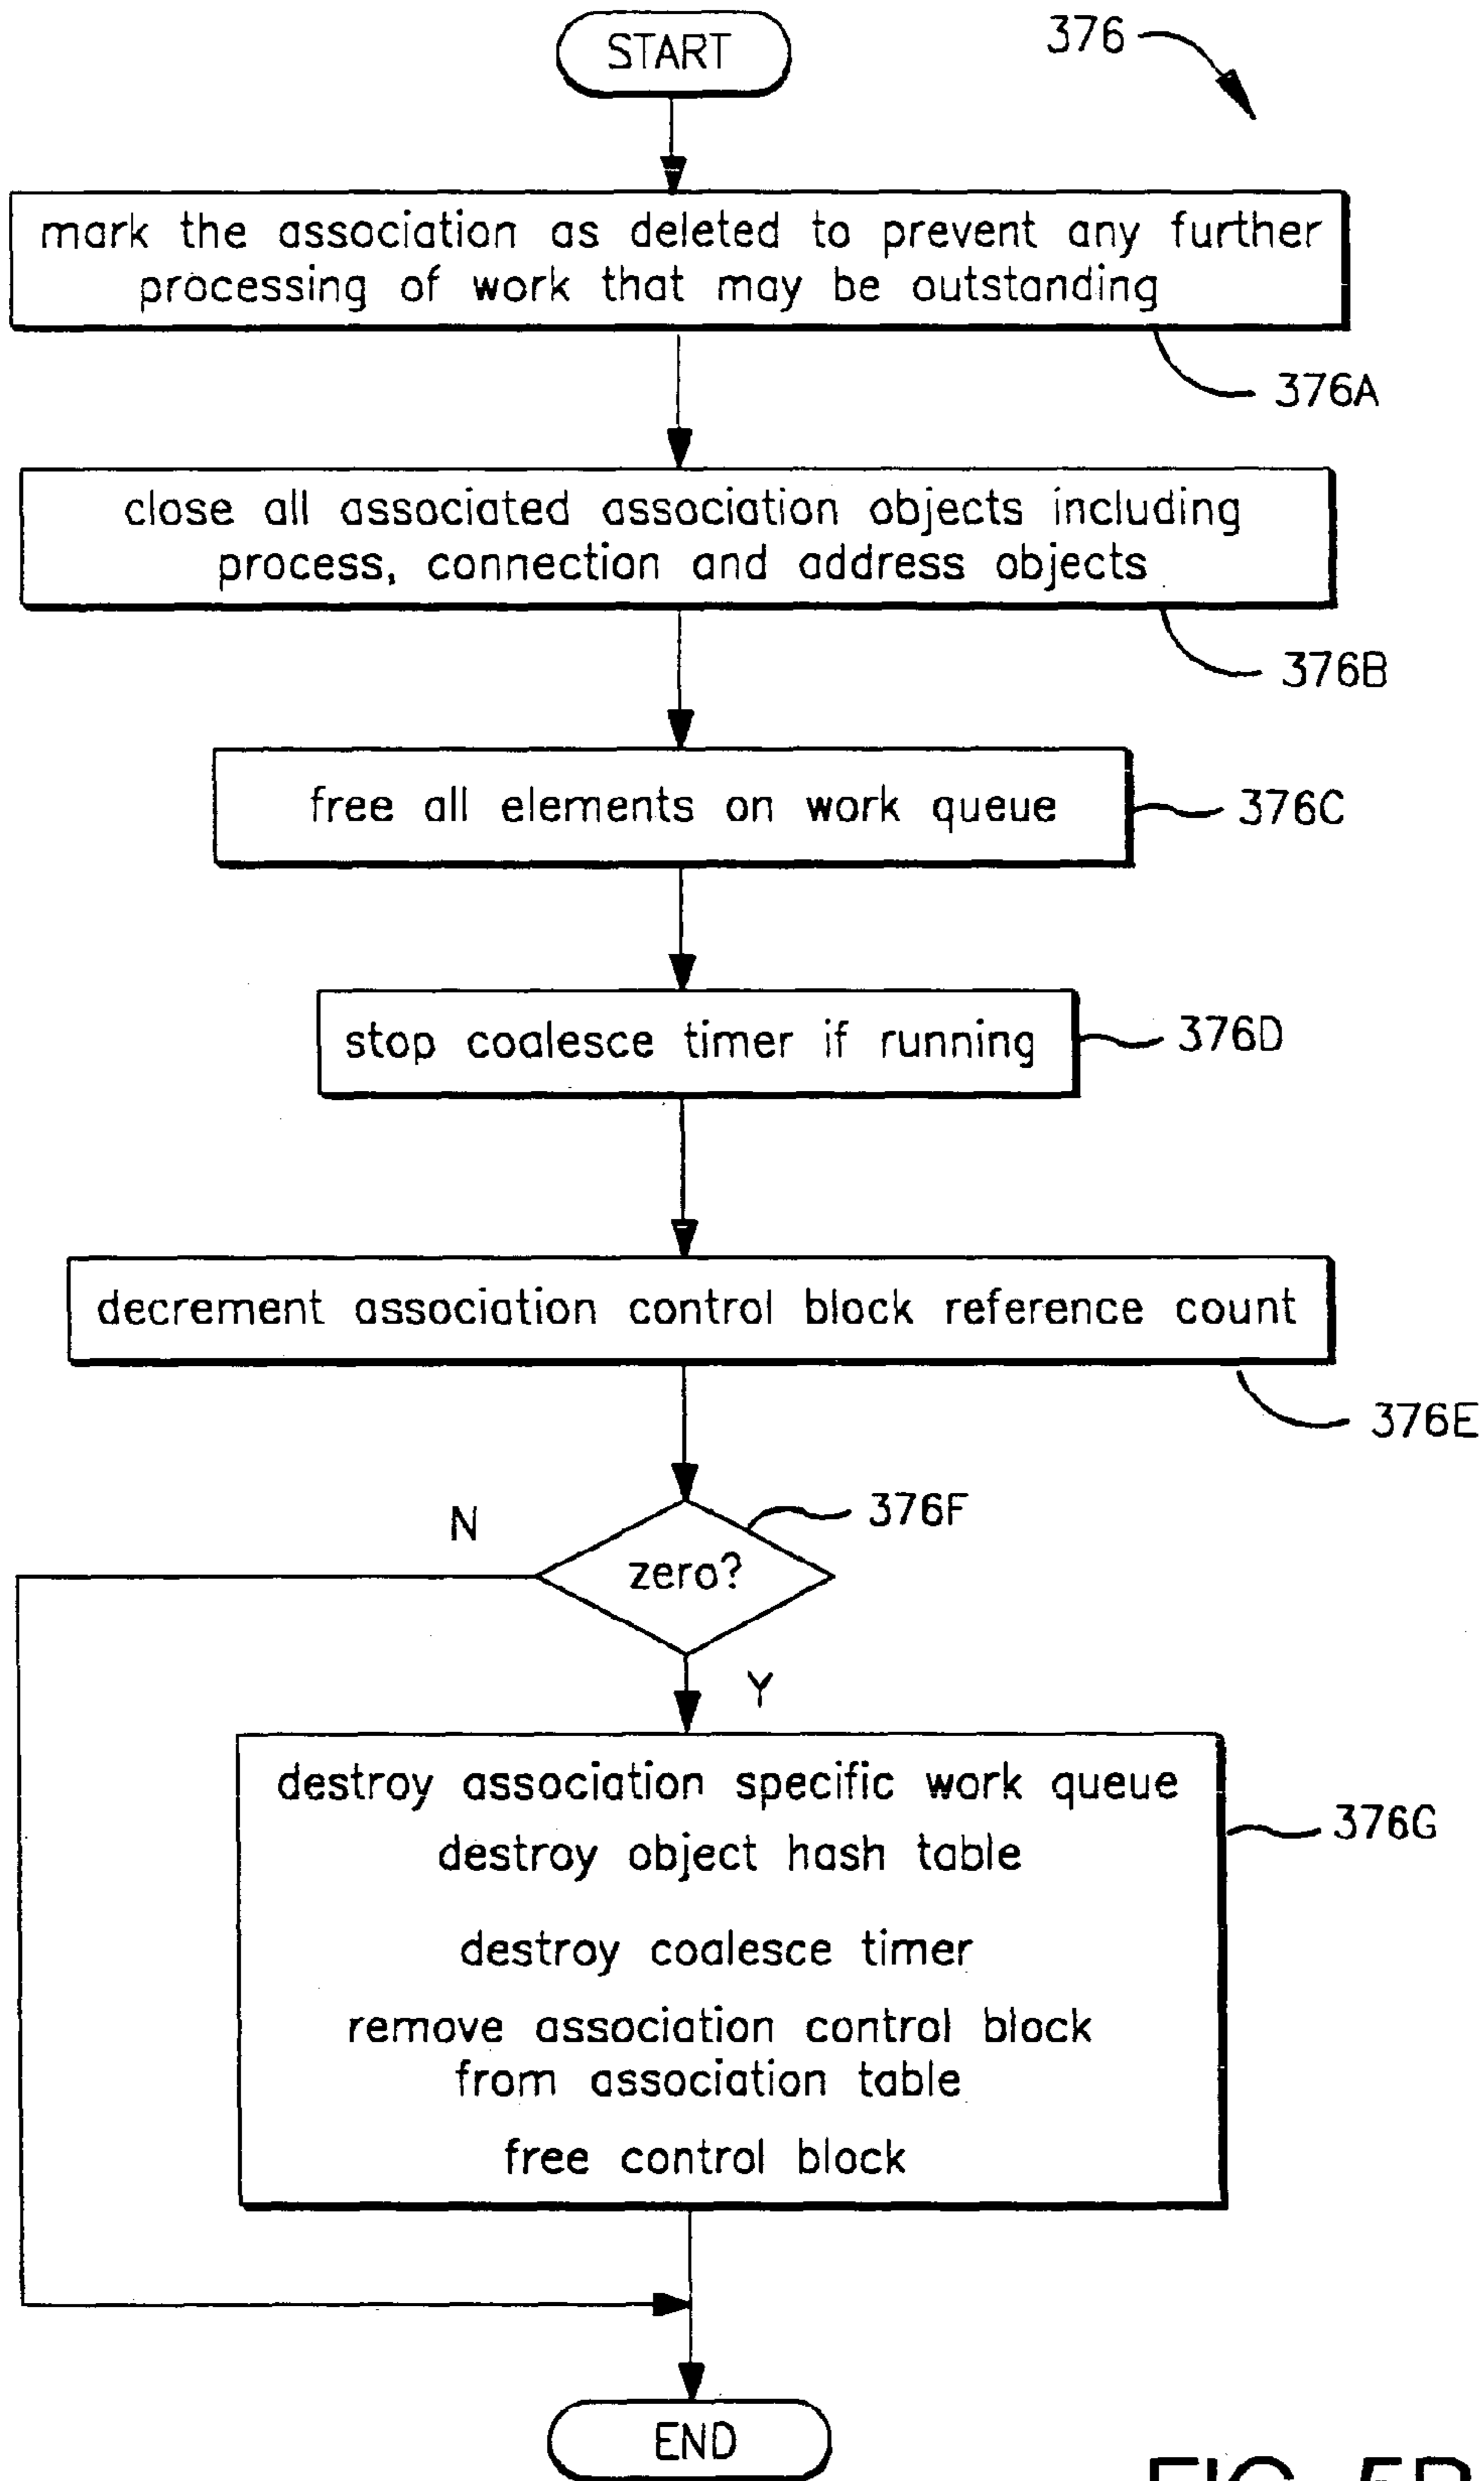 START
376
mark the association as deleted to prevent any further
processing of work that may be outstanding
376A
close all associated association objects including
process, connection and address objects
376B
free all elements on work queue
376C
stop coalesce timer if running
376D
decrement association control block reference count
376E
N
376F
zero?
Y
destroy association specific work queue
destroy object hash table
destroy coalesce timer
remove association control block
from association table
free control block
376G
END